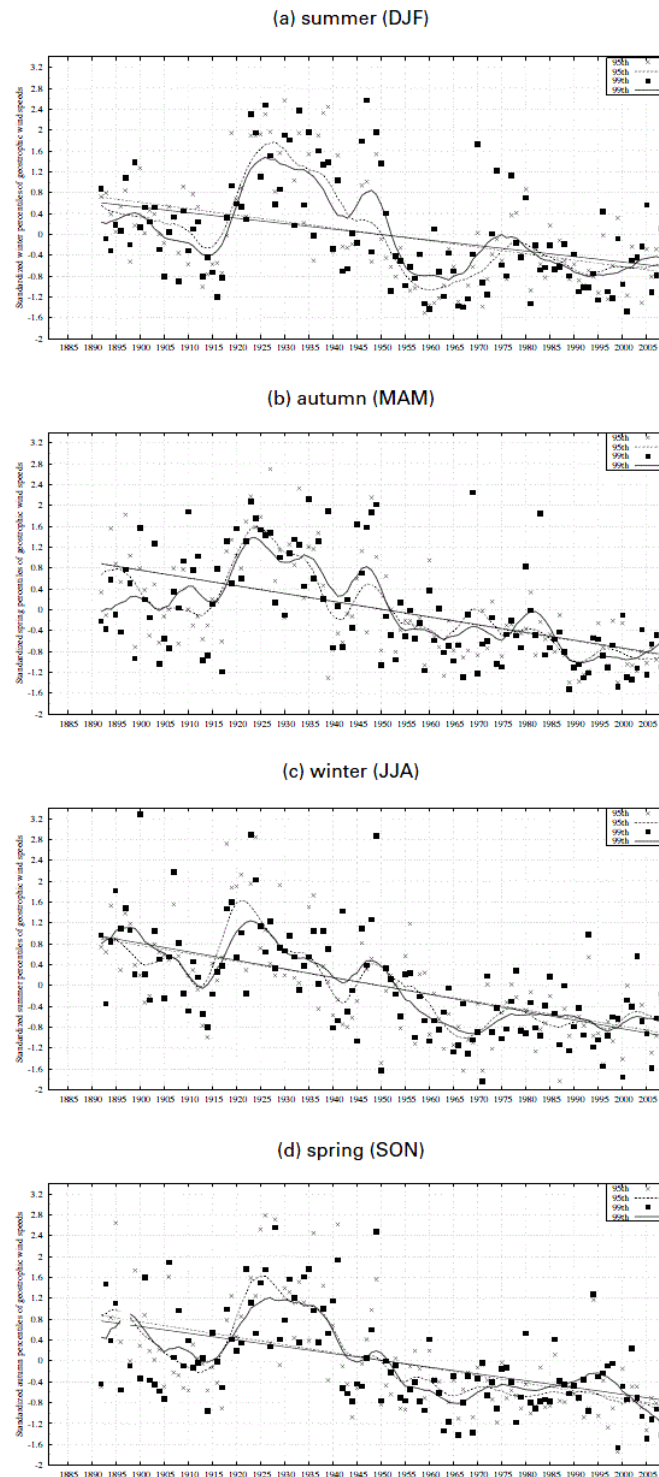 (a) summer (DJF)
Standardized winter percentiles of geostrophic wind speeds
3.2
2.8
2.4
2
1.6
1.2
0.8
0.4
0
-0.4
-0.8
-1.2
-1.6
-2
95th
95th
99th
99th
1885 1890 1895 1900 1905 1910 1915 1920 1925 1930 1935 1940 1945 1950 1955 1960 1965 1970 1975 1980 1985 1990 1995 2000 2005
(b) autumn (MAM)
Standardized spring percentiles of geostrophic wind speeds
3.2
2.8
2.4
2
1.6
1.2
0.8
0.4
0
-0.4
-0.8
-1.2
-1.6
-2
95th
95th
99th
99th
1885 1890 1895 1900 1905 1910 1915 1920 1925 1930 1935 1940 1945 1950 1955 1960 1965 1970 1975 1980 1985 1990 1995 2000 2005
(c) winter (JJA)
Standardized summer percentiles of geostrophic wind speeds
3.2
2.8
2.4
2
1.6
1.2
0.8
0.4
0
-0.4
-0.8
-1.2
-1.6
-2
95th
95th
99th
99th
1885 1890 1895 1900 1905 1910 1915 1920 1925 1930 1935 1940 1945 1950 1955 1960 1965 1970 1975 1980 1985 1990 1995 2000 2005
(d) spring (SON)
Standardized autumn percentiles of geostrophic wind speeds
3.2
2.8
2.4
2
1.6
1.2
0.8
0.4
0
-0.4
-0.8
-1.2
-1.6
-2
95th
95th
99th
99th
1885 1890 1895 1900 1905 1910 1915 1920 1925 1930 1935 1940 1945 1950 1955 1960 1965 1970 1975 1980 1985 1990 1995 2000 2005